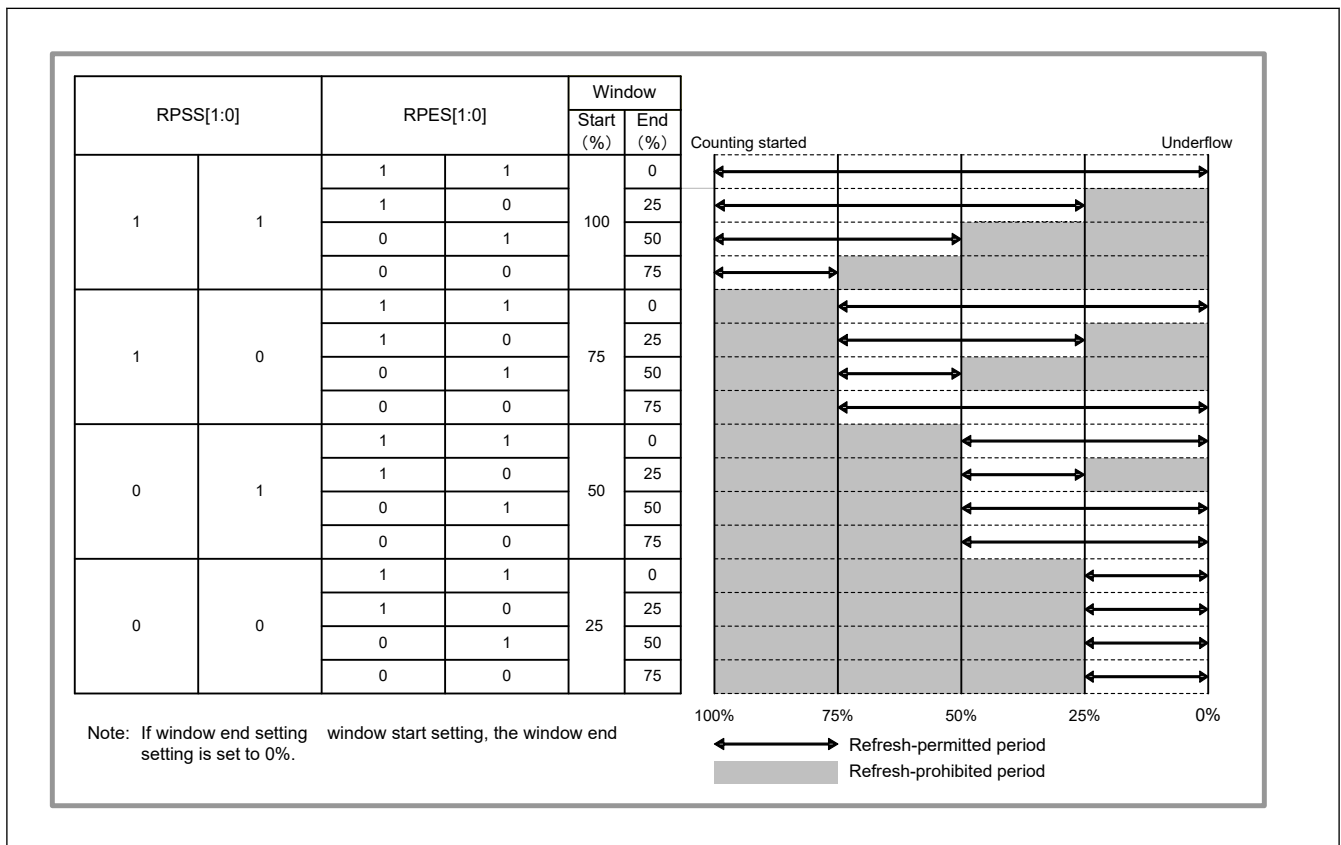 RPSS[1:0] RPES[1:0] Window
Start (%) End (%)
Counting started Underflow
1 1 1 1 100 0
1 0 25
0 1 50
0 0 75
1 0 1 1 75 0
1 0 25
0 1 50
0 0 75
0 1 1 1 50 0
1 0 25
0 1 50
0 0 75
0 0 1 1 25 0
1 0 25
0 1 50
0 0 75
100% 75% 50% 25% 0%
Note: If window end setting window start setting, the window end
setting is set to 0%.
Refresh-permitted period
Refresh-prohibited period